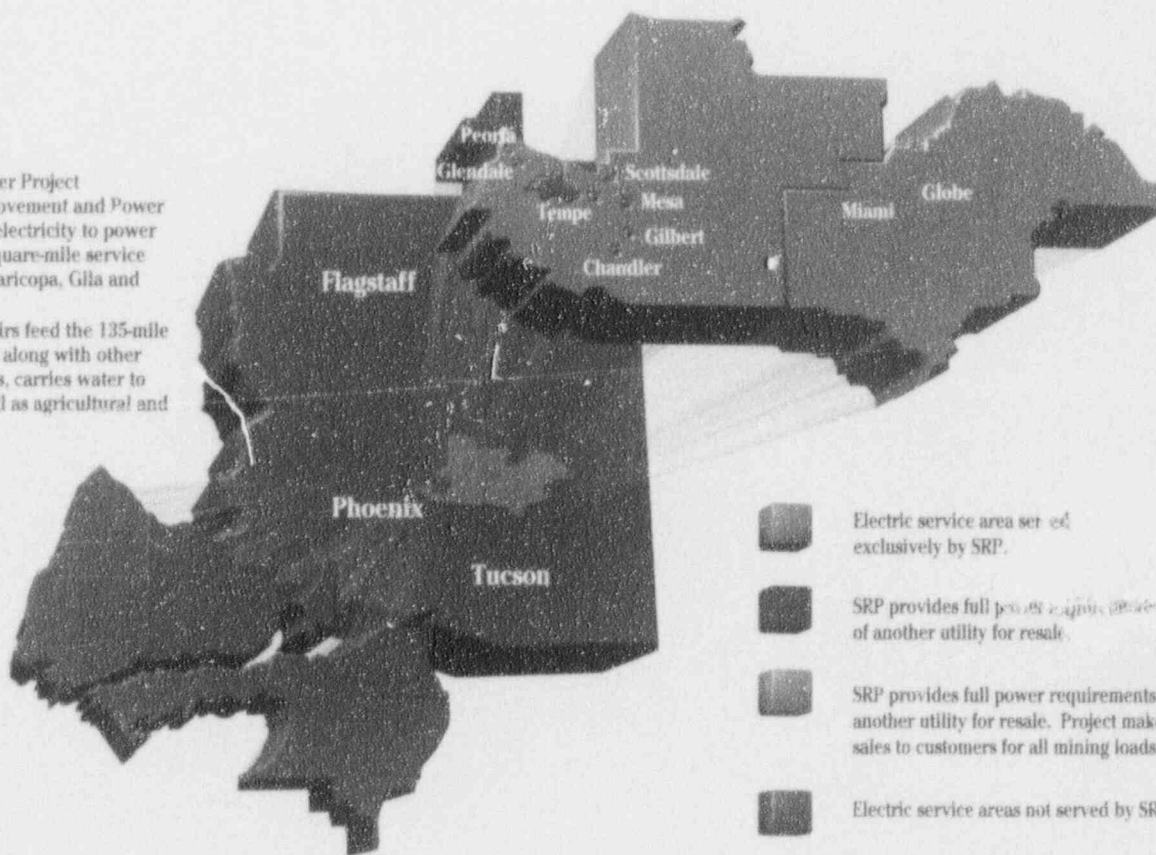 er Project
ovement and Power
electricity to power
quare-mile service
aricopa, Gila and
irs feed the 135-mile
along with other
s, carries water to
l as agricultural and
Peoria
Glendale
Scottsdale
Tempe
Mesa
Gilbert
Chandler
Miami
Globe
Flagstaff
Phoenix
Tucson
Electric service area ser ed
exclusively by SRP.
SRP provides full
of another utility for resale.
SRP provides full power requirements
another utility for resale. Project mak
sales to customers for all mining loads
Electric service areas not served by SR